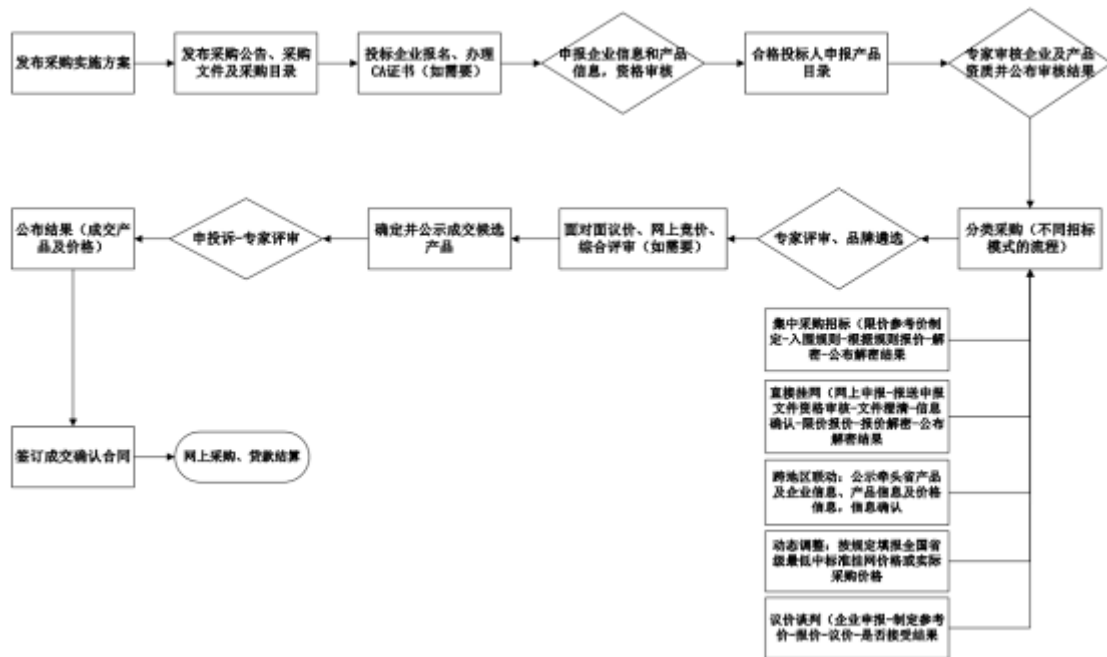 发布采购实施方案
发布采购公告、采购
文件及采购目录
投标企业报名、办理
CA证书（如需要）
申报企业信息和产品
信息，资格审核
合格投标人申报产品
目录
专家审核企业及产品
资质并公布审核结果
公布结果（成交产
品及价格）
申投诉-专家评审
确定并公示成交候选
产品
面对面议价、网上竞价、
综合评审（如需要）
专家评审、品牌遴选
分类采购（不同招标
模式的流程）
集中采购招标（限价参考价制
定-入围规则-根据规则报价-解
密-公布解密结果
直接挂网（网上申报-报送申报
文件资格审核-文件澄清-信息
确认-限价报价-报价解密-公布
解密结果
跨地区联动：公示牵头省产品
及企业信息、产品信息及价格
信息，信息确认
动态调整：按规定填报全国省
级最低中标准挂网价格或实际
采购价格
议价谈判（企业申报-制定参考
价-报价-议价-是否接受结果
签订成交确认合同
网上采购、货款结算